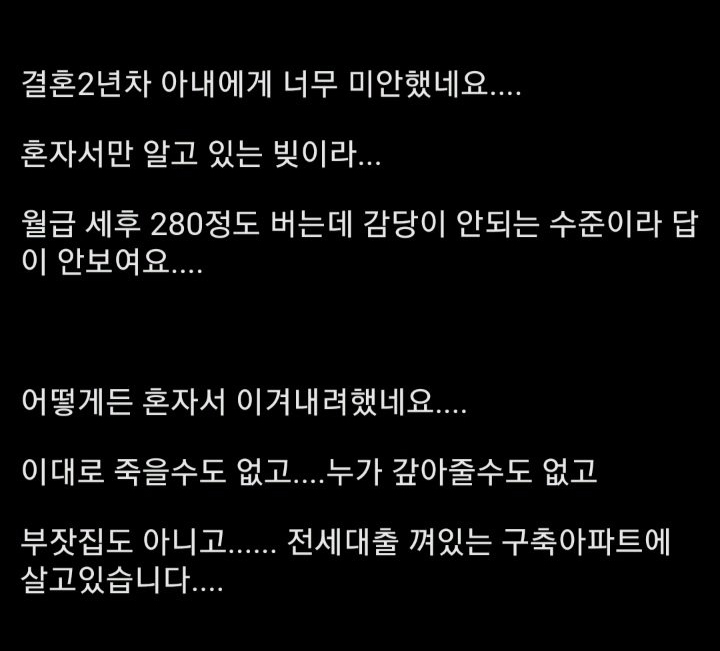 결혼2년차 아내에게 너무 미안했네요....
혼자서만 알고 있는 빚이라...
월급 세후 280정도 버는데 감당이 안되는 수준이라 답
이 안보여요....
어떻게든 혼자서 이겨내려했네요....
이대로 죽을수도 없고....누가 갚아줄수도 없고
부잣집도 아니고...... 전세대출 껴있는 구축아파트에
살고있습니다....